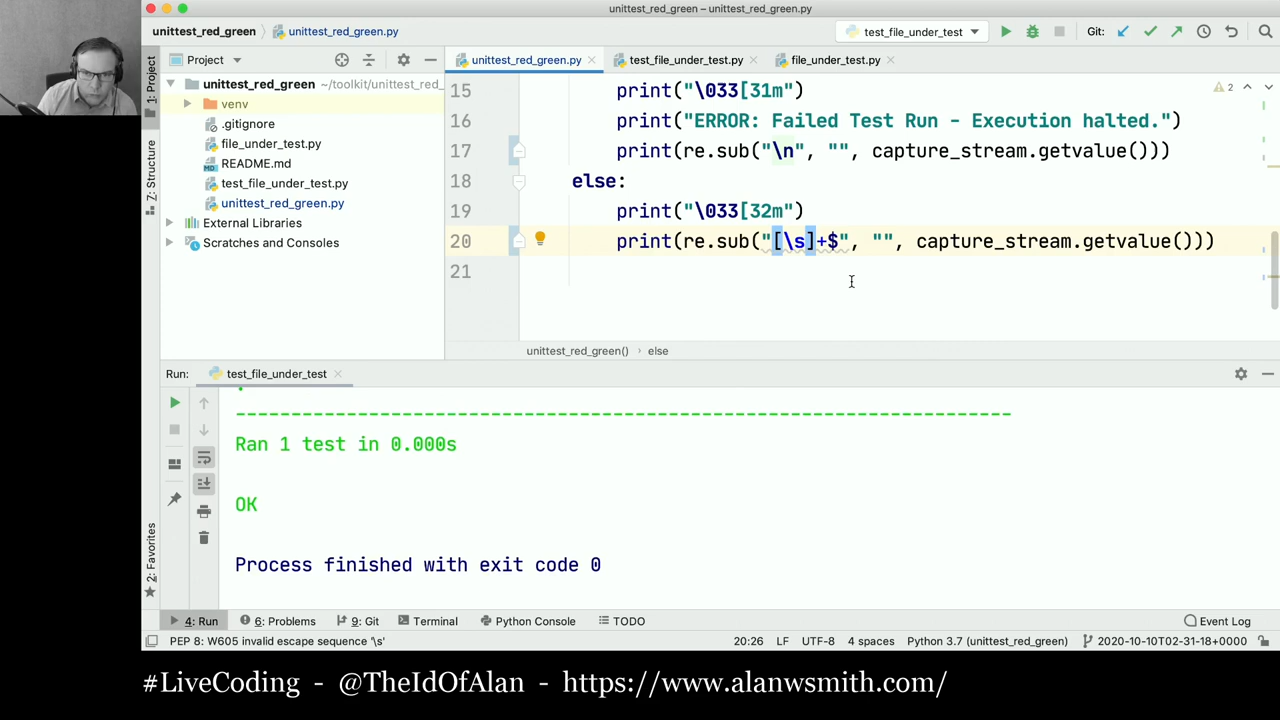 unittest_red_green – unittest_red_green.py
unittest_red_green
unittest_red_green.py
test_file_under_test
Git:
1: Project
Z: Structure
2: Favorites
Project
unittest_red_green.py
test_file_under_test.py
file_under_test.py
unittest_red_green ~/toolkit/unittest_red_
venv
.gitignore
file_under_test.py
README.md
test_file_under_test.py
unittest_red_green.py
External Libraries
Scratches and Consoles
2
15 print("\033[31m")
16 print("ERROR: Failed Test Run - Execution halted.")
17 print(re.sub("\n", "", capture_stream.getvalue()))
18 else:
19 print("\033[32m")
20 print(re.sub("[\s]+$", "", capture_stream.getvalue()))
21
unittest_red_green() › else
Run: test_file_under_test
----------------------------------------------------------------------
Ran 1 test in 0.000s
OK
Process finished with exit code 0
4: Run 6: Problems 9: Git Terminal Python Console TODO Event Log
PEP 8: W605 invalid escape sequence '\s' 20:26 LF UTF-8 4 spaces Python 3.7 (unittest_red_green) 2020-10-10T02-31-18+0000
#LiveCoding - @TheIdOfAlan - https://www.alanwsmith.com/